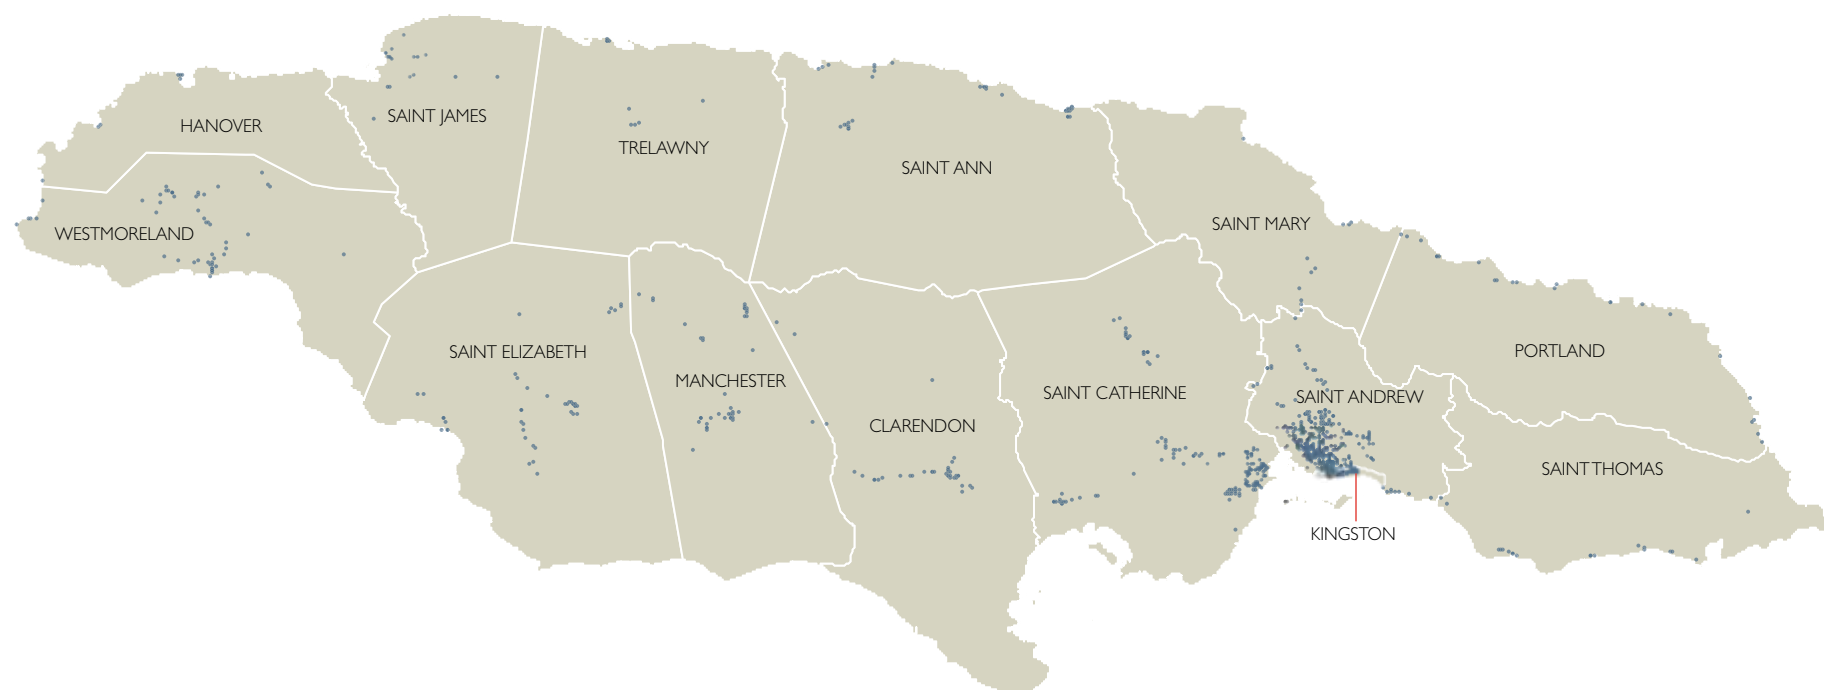 HANOVER
SAINT JAMES
TRELAWNY
SAINT ANN
WESTMORELAND
SAINT MARY
SAINT ELIZABETH
MANCHESTER
CLARENDON
SAINT CATHERINE
SAINT ANDREW
PORTLAND
SAINT THOMAS
KINGSTON